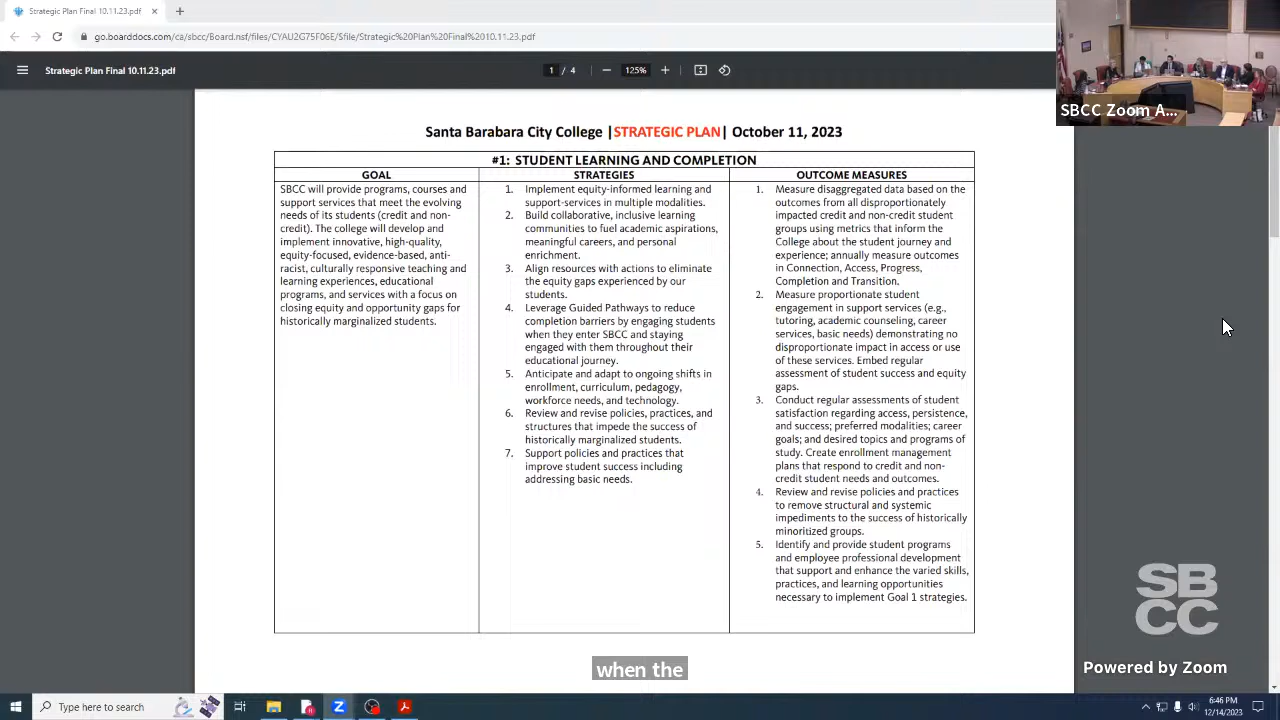 Strategic Plan Final 10.11.23.pdf
go.boarddocs.com/ca/sbcc/Board.nsf/files/CYAU2G75F06E/$file/Strategic%20Plan%20Final%2010.11.23.pdf
Strategic Plan Final 10.11.23.pdf
1 / 4
125%
SBCC Zoom A...
Santa Barabara City College |STRATEGIC PLAN| October 11, 2023
#1: STUDENT LEARNING AND COMPLETION
GOAL
SBCC will provide programs, courses and
support services that meet the evolving
needs of its students (credit and non-
credit). The college will develop and
implement innovative, high-quality,
equity-focused, evidence-based, anti-
racist, culturally responsive teaching and
learning experiences, educational
programs, and services with a focus on
closing equity and opportunity gaps for
historically marginalized students.
STRATEGIES
1. Implement equity-informed learning and
support-services in multiple modalities.
2. Build collaborative, inclusive learning
communities to fuel academic aspirations,
meaningful careers, and personal
enrichment.
3. Align resources with actions to eliminate
the equity gaps experienced by our
students.
4. Leverage Guided Pathways to reduce
completion barriers by engaging students
when they enter SBCC and staying
engaged with them throughout their
educational journey.
5. Anticipate and adapt to ongoing shifts in
enrollment, curriculum, pedagogy,
workforce needs, and technology.
6. Review and revise policies, practices, and
structures that impede the success of
historically marginalized students.
7. Support policies and practices that
improve student success including
addressing basic needs.
OUTCOME MEASURES
1. Measure disaggregated data based on the
outcomes from all disproportionately
impacted credit and non-credit student
groups using metrics that inform the
College about the student journey and
experience; annually measure outcomes
in Connection, Access, Progress,
Completion and Transition,
2. Measure proportionate student
engagement in support services (e.g.,
tutoring, academic counseling, career
services, basic needs) demonstrating no
disproportionate impact in access or use
of these services. Embed regular
assessment of student success and equity
gaps.
3. Conduct regular assessments of student
satisfaction regarding access, persistence,
and success; preferred modalities; career
goals; and desired topics and programs of
study. Create enrollment management
plans that respond to credit and non-
credit student needs and outcomes.
4. Review and revise policies and practices
to remove structural and systemic
impediments to the success of historically
minoritized groups.
5. Identify and provide student programs
and employee professional development
that support and enhance the varied skills,
practices, and learning opportunities
necessary to implement Goal 1 strategies.
SB
CC
when the
Powered by Zoom
Type here to search
6:46 PM
12/14/2023